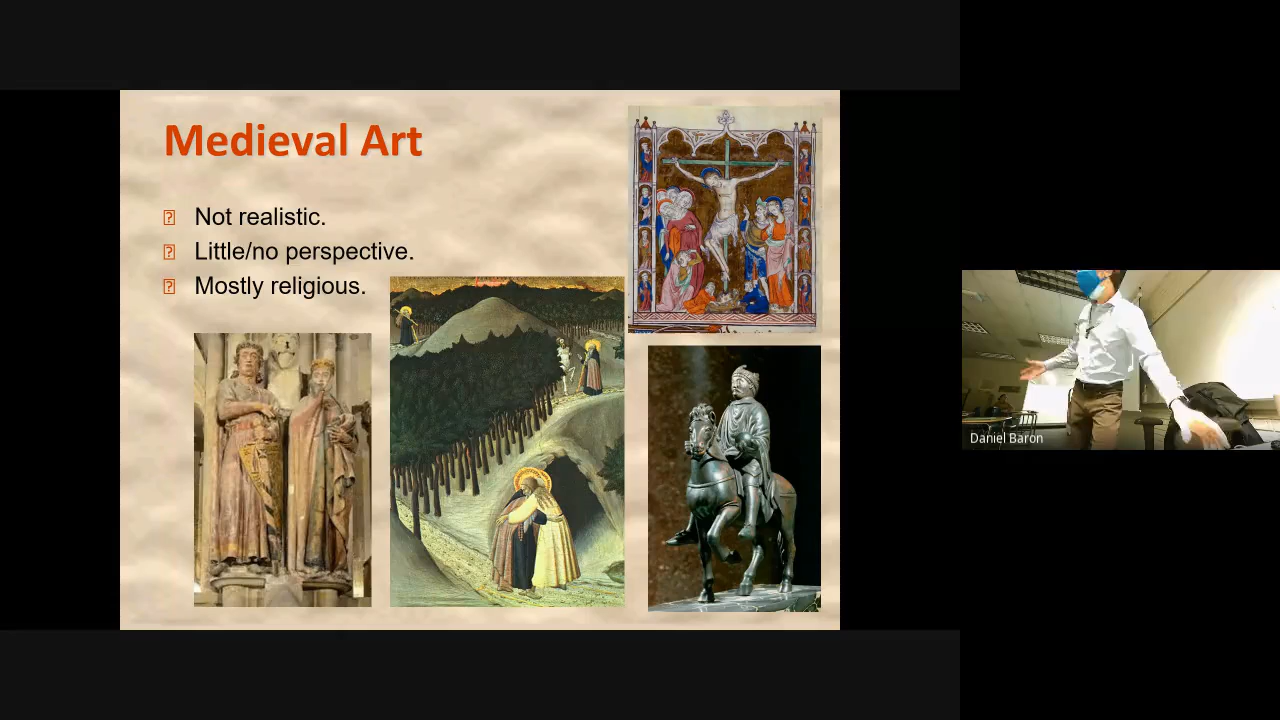 Medieval Art
Not realistic.
Little/no perspective.
Mostly religious.
Daniel Baron